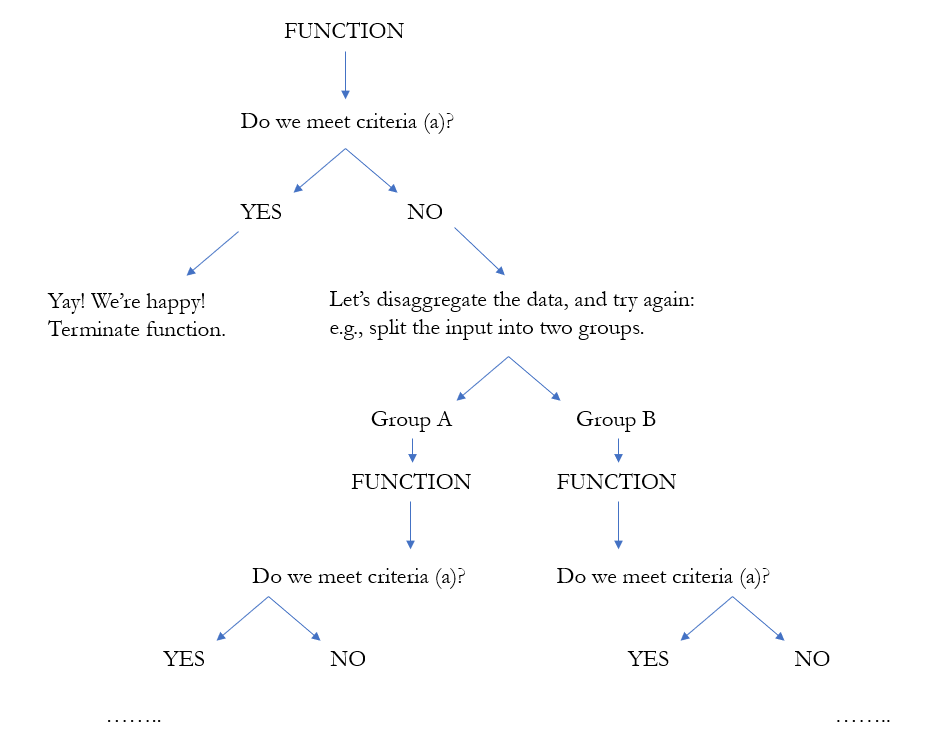 FUNCTION
Do we meet criteria (a)?
YES
NO
Yay! We’re happy!
Terminate function.
Let’s disaggregate the data, and try again:
e.g., split the input into two groups.
Group A
Group B
FUNCTION
FUNCTION
Do we meet criteria (a)?
Do we meet criteria (a)?
YES
NO
YES
NO
……..
……..